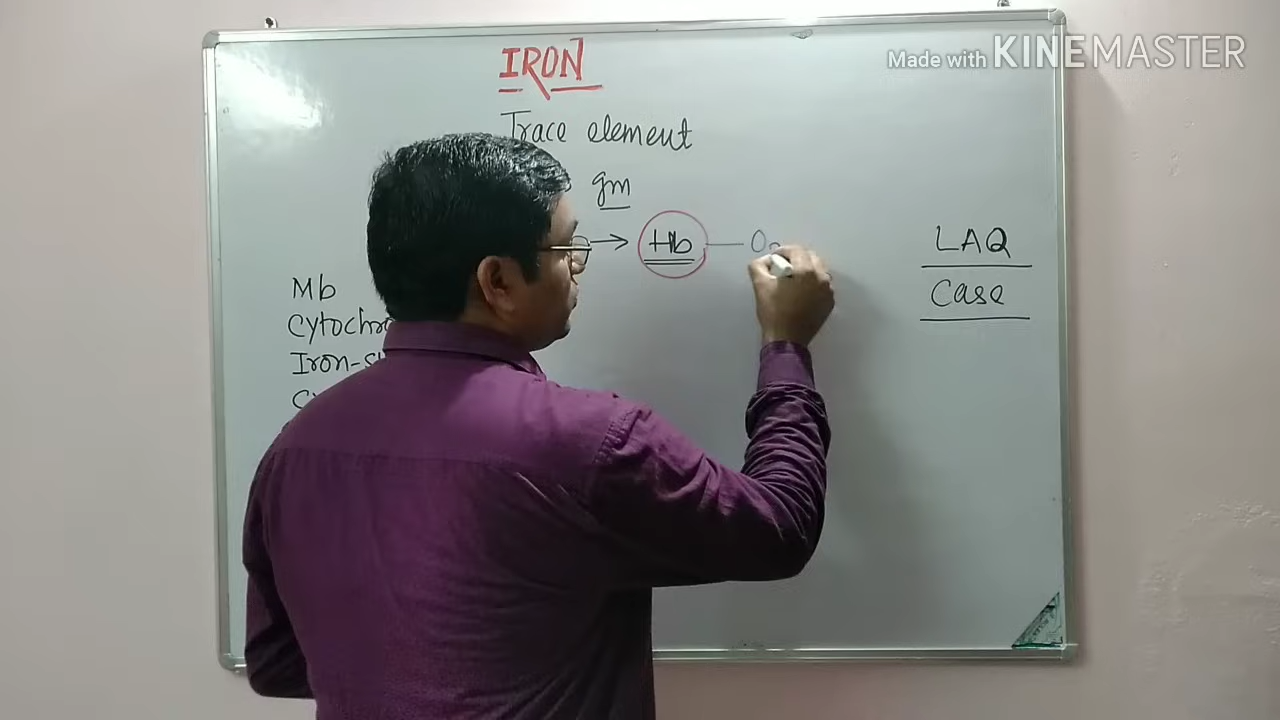 Made with KINEMASTER
IRON
Trace element
gm
→ Hb — O
LAQ
Case
Mb
Cytochro
Iron-s